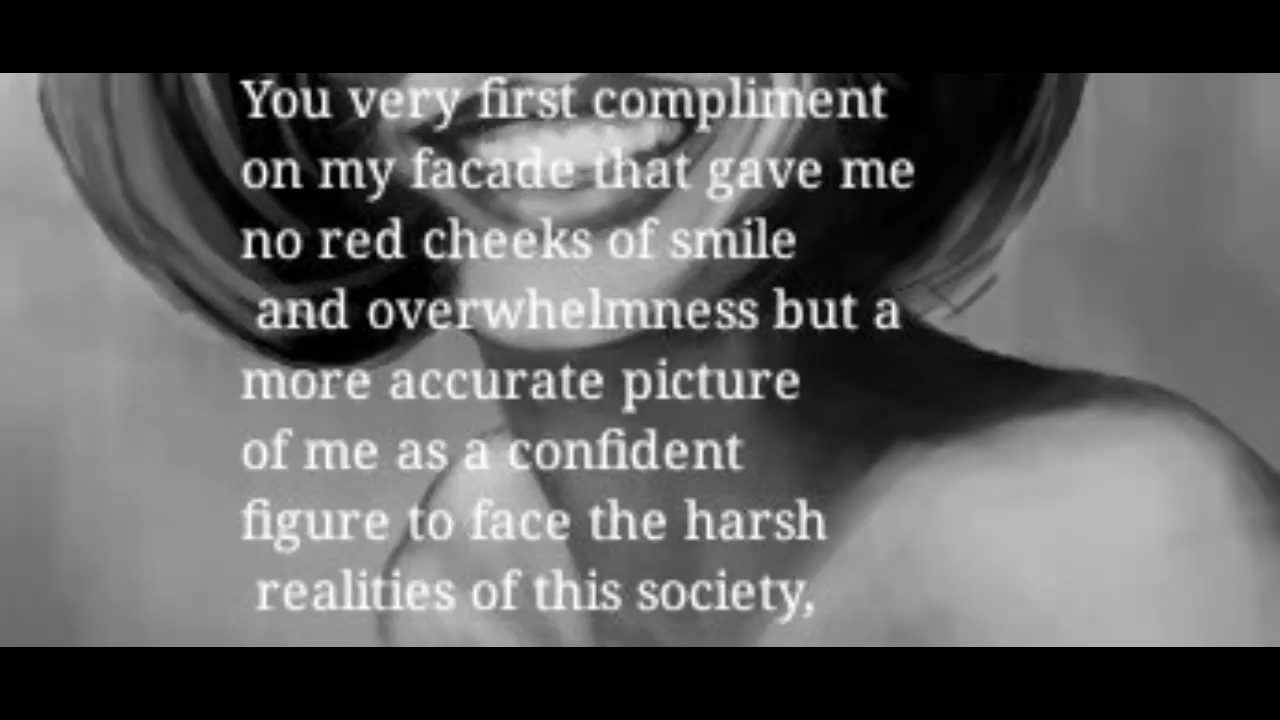 You very first compliment
on my facade that gave me
no red cheeks of smile
and overwhelmness but a
more accurate picture
of me as a confident
figure to face the harsh
realities of this society,